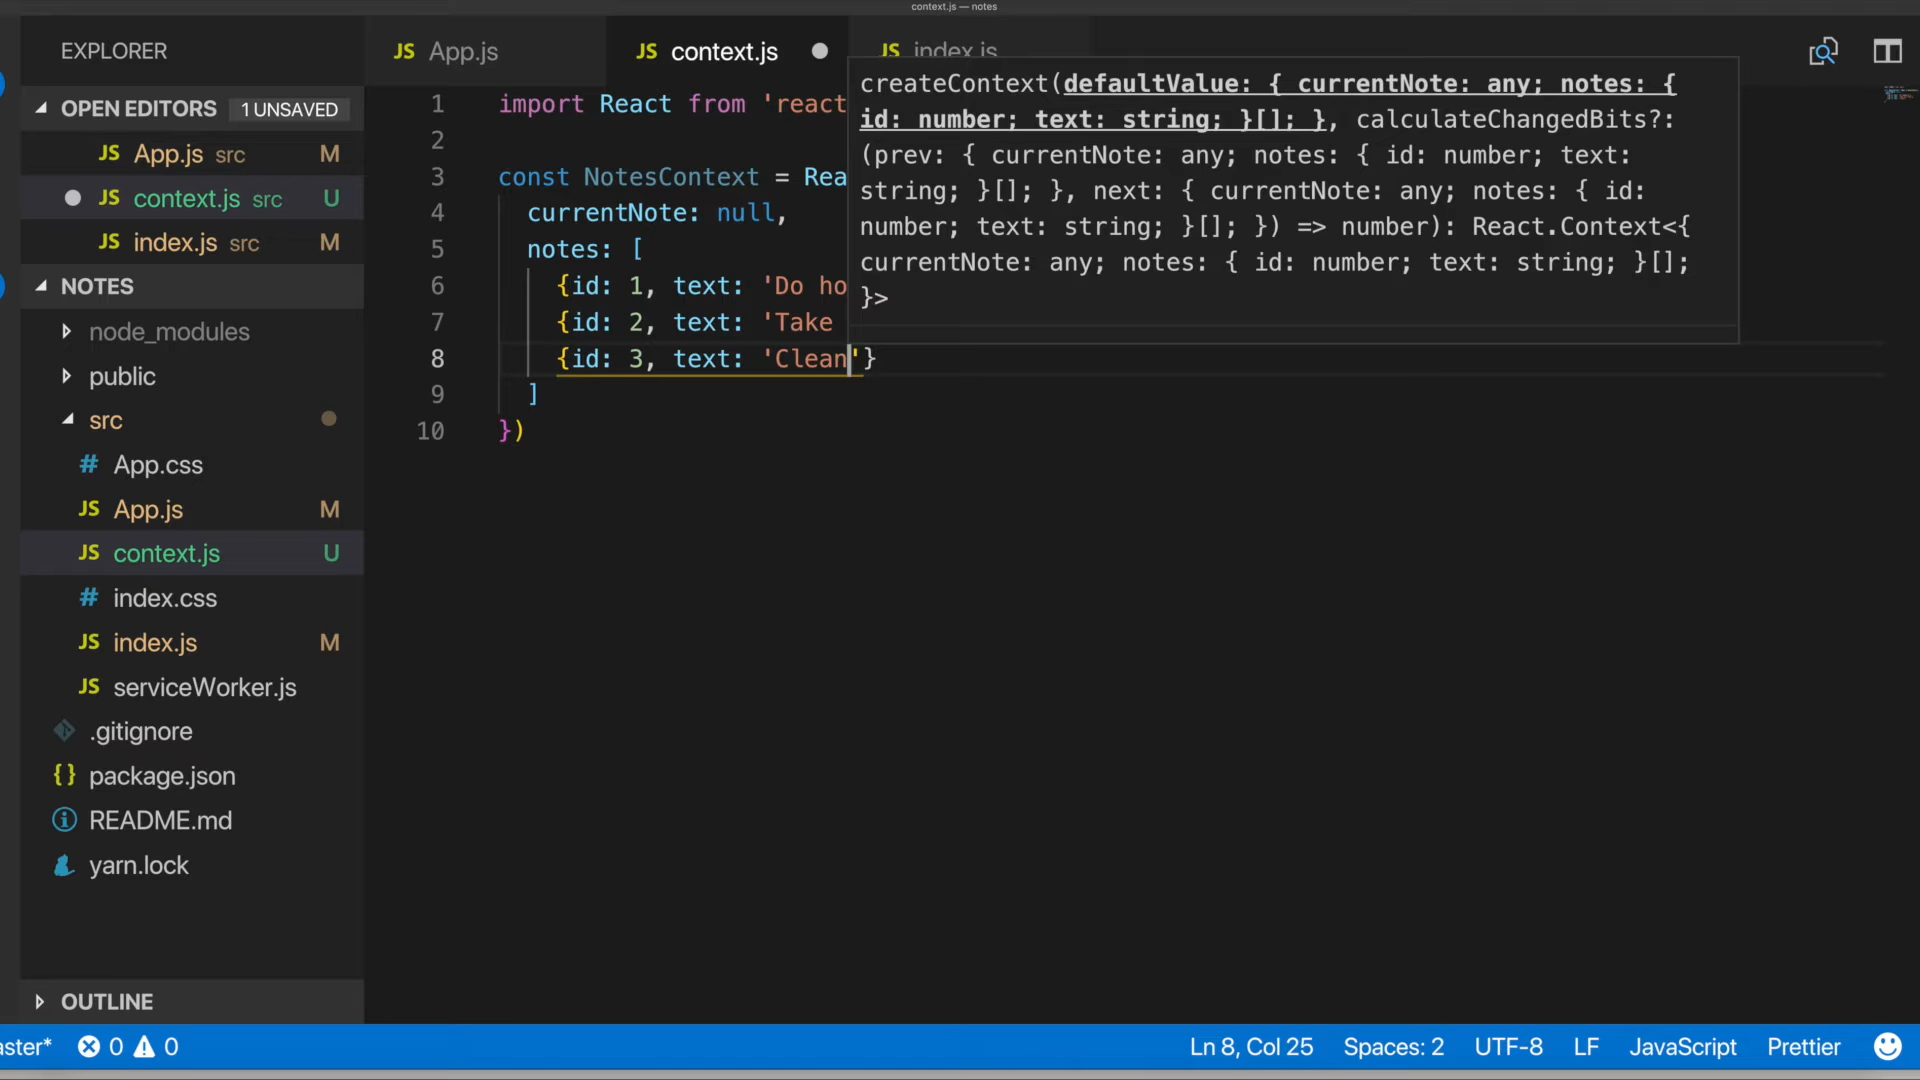 context.js — notes
EXPLORER
OPEN EDITORS 1 UNSAVED
JS App.js src M
JS context.js src U
JS index.js src M
NOTES
node_modules
public
src
# App.css
JS App.js M
JS context.js U
# index.css
JS index.js M
JS serviceWorker.js
.gitignore
{} package.json
README.md
yarn.lock
OUTLINE
JS App.js
JS context.js
JS index.js
1 import React from 'react
2
3 const NotesContext = Rea
4 currentNote: null,
5 notes: [
6 {id: 1, text: 'Do ho
7 {id: 2, text: 'Take
8 {id: 3, text: 'Clean'}
9 ]
10 })
createContext(defaultValue: { currentNote: any; notes: {
id: number; text: string; }[]; }, calculateChangedBits?:
(prev: { currentNote: any; notes: { id: number; text:
string; }[]; }, next: { currentNote: any; notes: { id:
number; text: string; }[]; }) => number): React.Context<{
currentNote: any; notes: { id: number; text: string; }[];
}>
aster* 0 0
Ln 8, Col 25 Spaces: 2 UTF-8 LF JavaScript Prettier